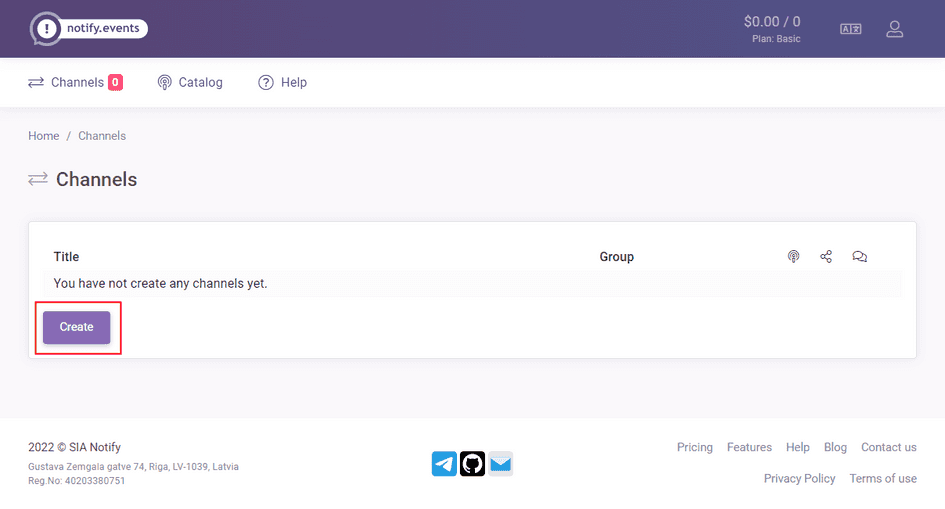 notify.events
$0.00 / 0
Plan: Basic
Channels 0
Catalog
Help
Home / Channels
Channels
Title
Group
You have not create any channels yet.
Create
2022 © SIA Notify
Gustava Zemgala gatve 74, Riga, LV-1039, Latvia
Reg.No: 40203380751
Pricing
Features
Help
Blog
Contact us
Privacy Policy
Terms of use